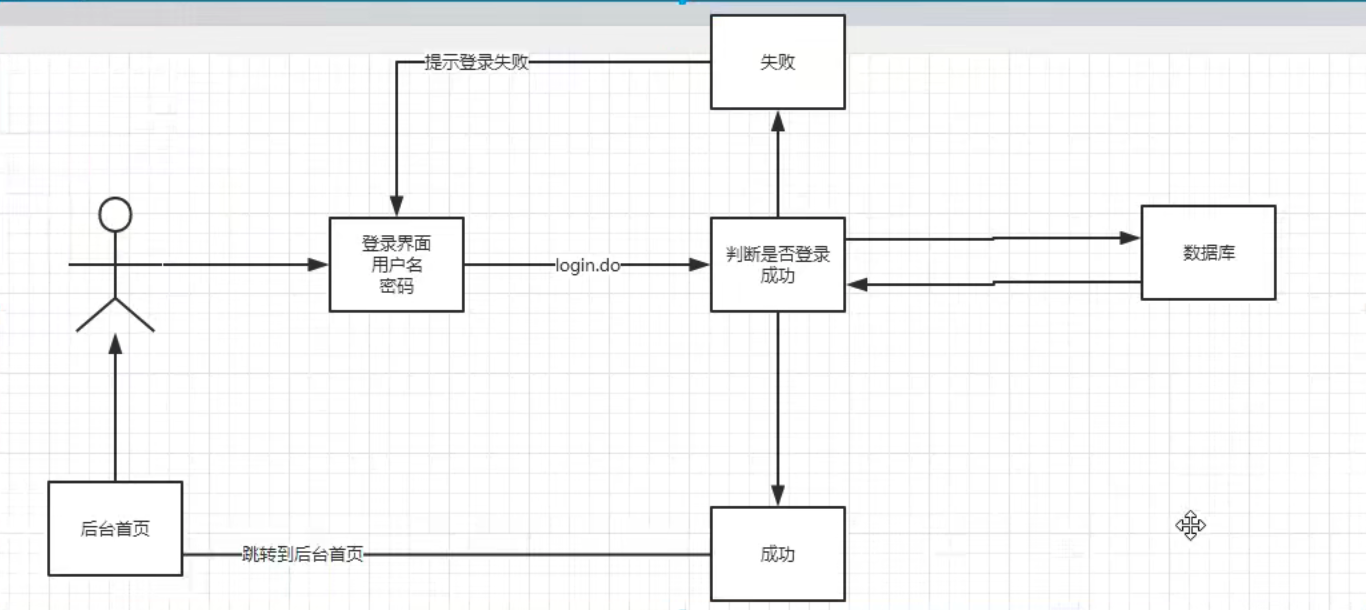 提示登录失败
失败
登录界面
用户名
密码
login.do
判断是否登录
成功
数据库
后台首页
跳转到后台首页
成功